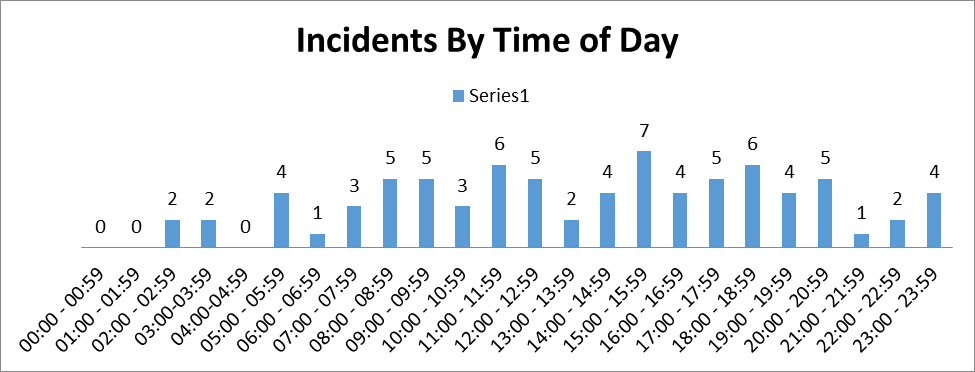 Incidents By Time of Day
Series1
0
0
2
2
0
4
1
3
5
5
3
6
5
2
4
7
4
5
6
4
5
1
2
4
00:00 - 00:59
01:00 - 01:59
02:00 - 02:59
03:00-03:59
04:00-04:59
05:00 - 05:59
06:00 - 06:59
07:00 - 07:59
08:00 - 08:59
09:00 - 09:59
10:00 - 10:59
11:00 - 11:59
12:00 - 12:59
13:00 - 13:59
14:00 - 14:59
15:00 - 15:59
16:00 - 16:59
17:00 - 17:59
18:00 - 18:59
19:00 - 19:59
20:00 - 20:59
21:00 - 21:59
22:00 - 22:59
23:00 - 23:59